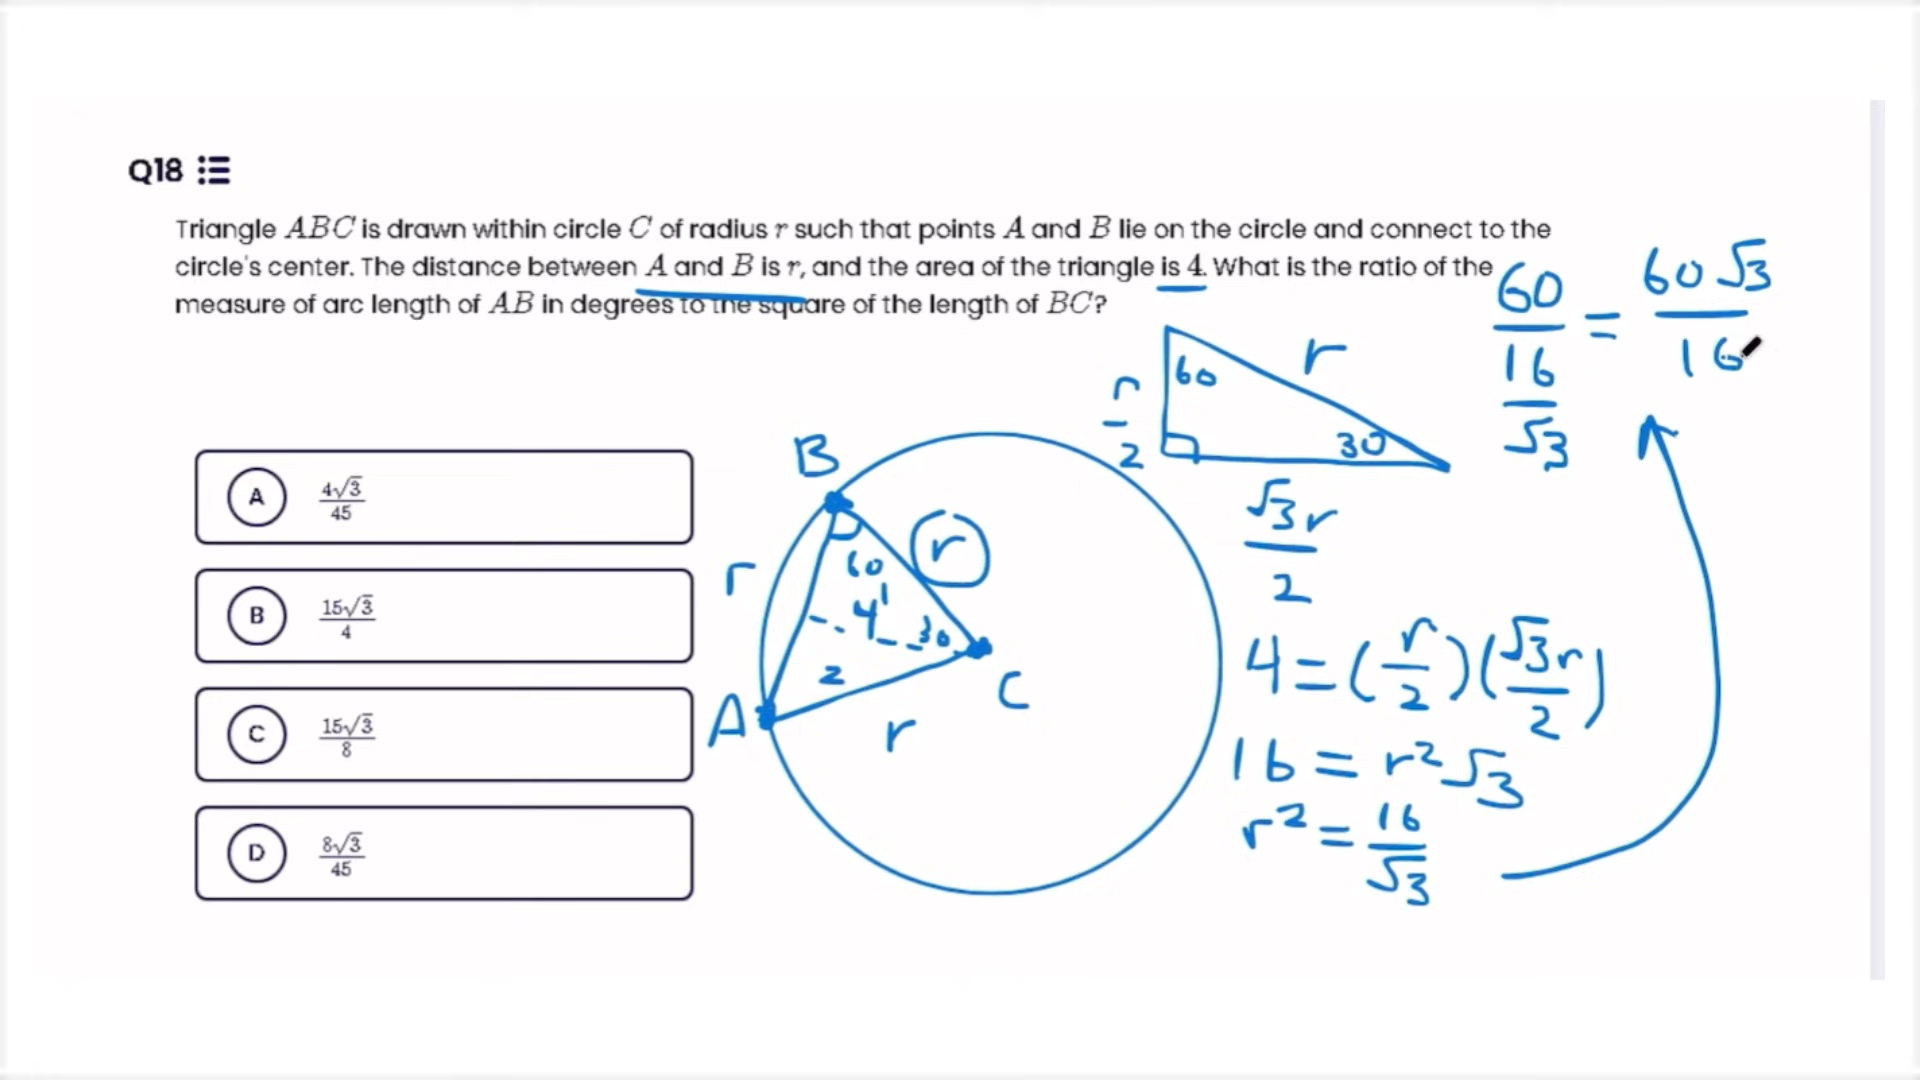 Q18
Triangle ABC is drawn within circle C of radius r such that points A and B lie on the circle and connect to the
circle's center. The distance between A and B is r, and the area of the triangle is 4. What is the ratio of the
measure of arc length of AB in degrees to the square of the length of BC?
A 4√3/45
B 15√3/4
C 15√3/8
D 8√3/45
B
r
60
r
4
30
2
A
r
C
60
r
r/2
30
√3r/2
4 = (r/2)(√3r/2)
16 = r²√3
r² = 16/√3
60/(16/√3) = 60√3/16